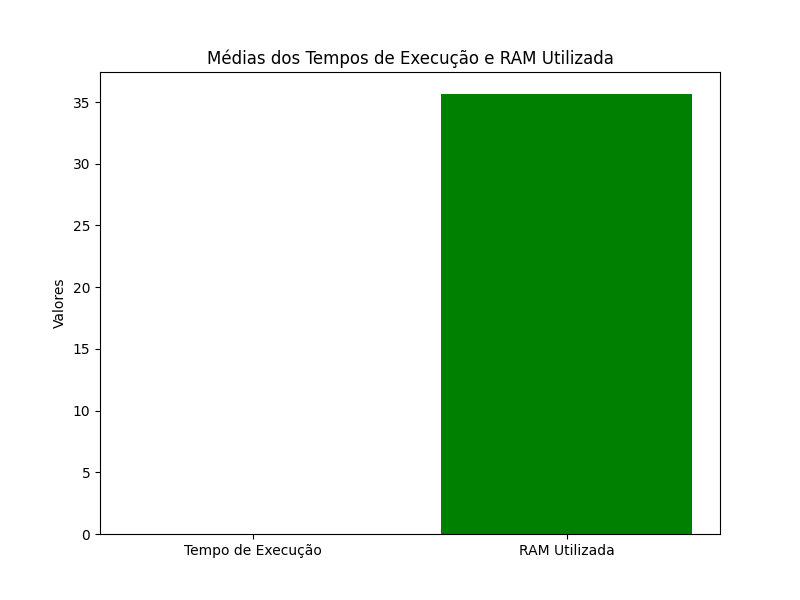 Médias dos Tempos de Execução e RAM Utilizada
35
30
25
20
15
10
5
0
Valores
Tempo de Execução
RAM Utilizada